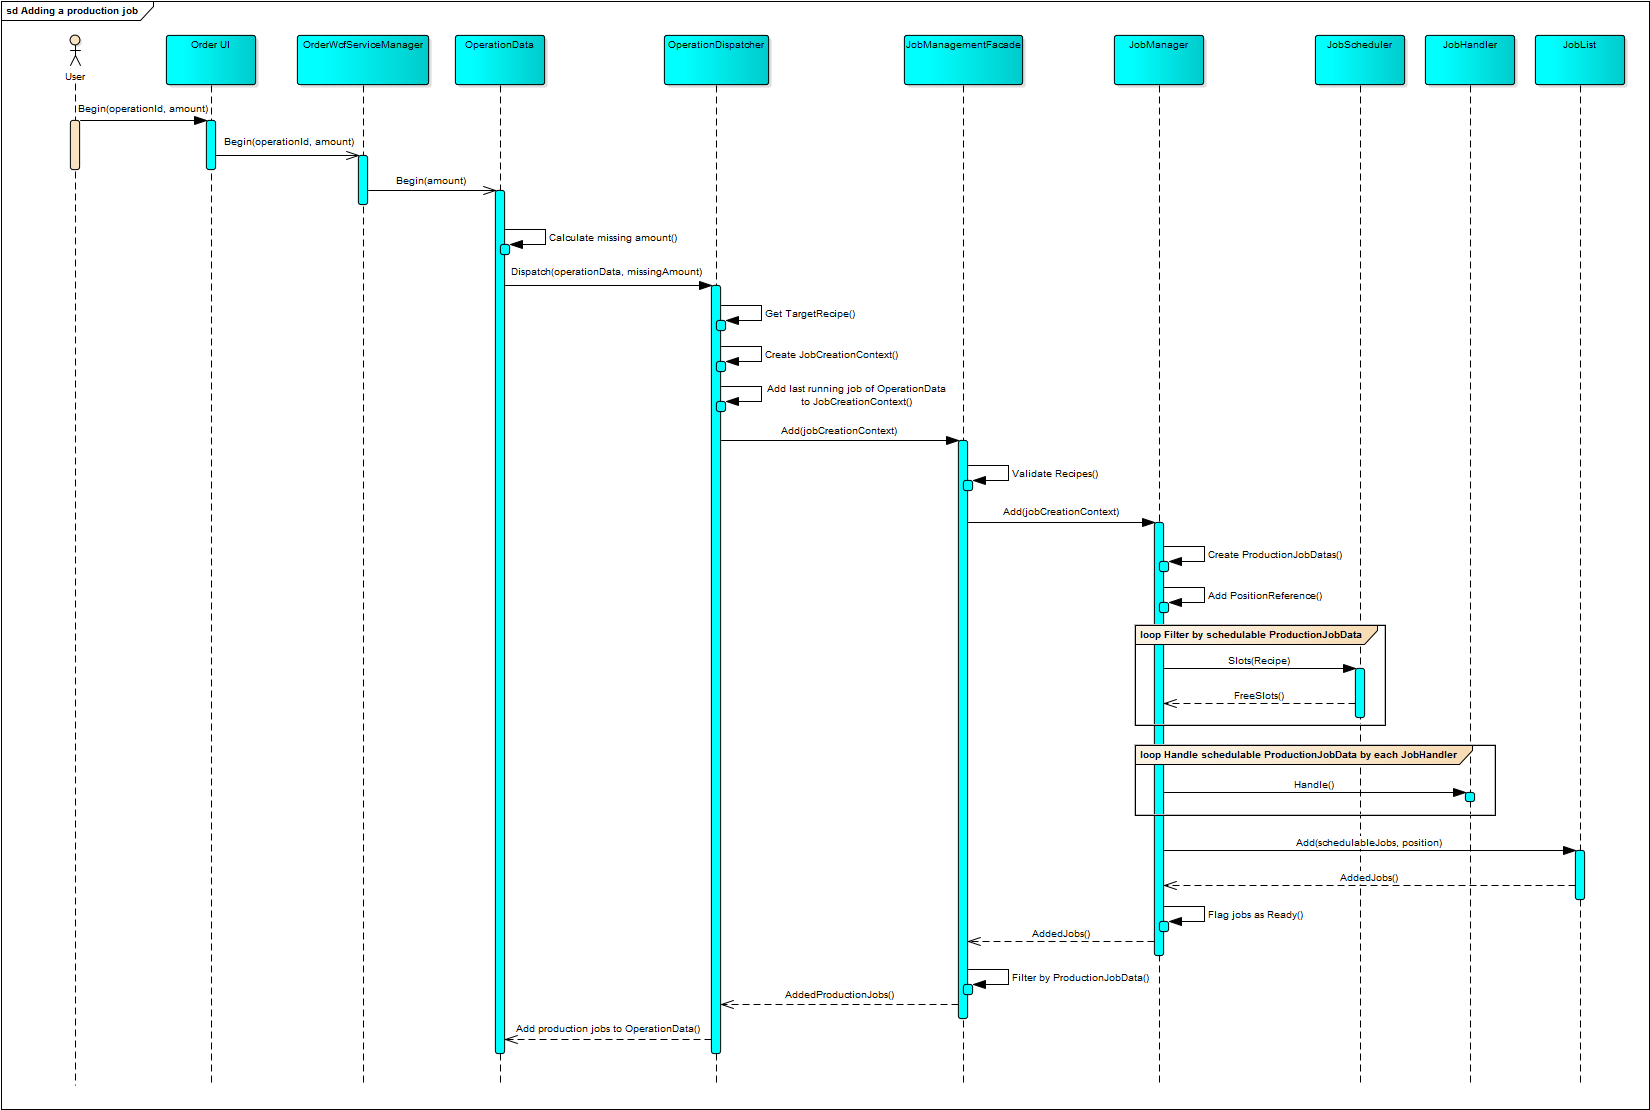 sd Adding a production job
User
Order UI
OrderWcfServiceManager
OperationData
OperationDispatcher
JobManagementFacade
JobManager
JobScheduler
JobHandler
JobList
Begin(operationId, amount)
Begin(operationId, amount)
Begin(amount)
Calculate missing amount()
Dispatch(operationData, missingAmount)
Get TargetRecipe()
Create JobCreationContext()
Add last running job of OperationData
to JobCreationContext()
Add(jobCreationContext)
Validate Recipes()
Add(jobCreationContext)
Create ProductionJobDatas()
Add PositionReference()
loop Filter by schedulable ProductionJobData
Slots(Recipe)
FreeSlots()
loop Handle schedulable ProductionJobData by each JobHandler
Handle()
Add(schedulableJobs, position)
AddedJobs()
Flag jobs as Ready()
AddedJobs()
Filter by ProductionJobData()
AddedProductionJobs()
Add production jobs to OperationData()